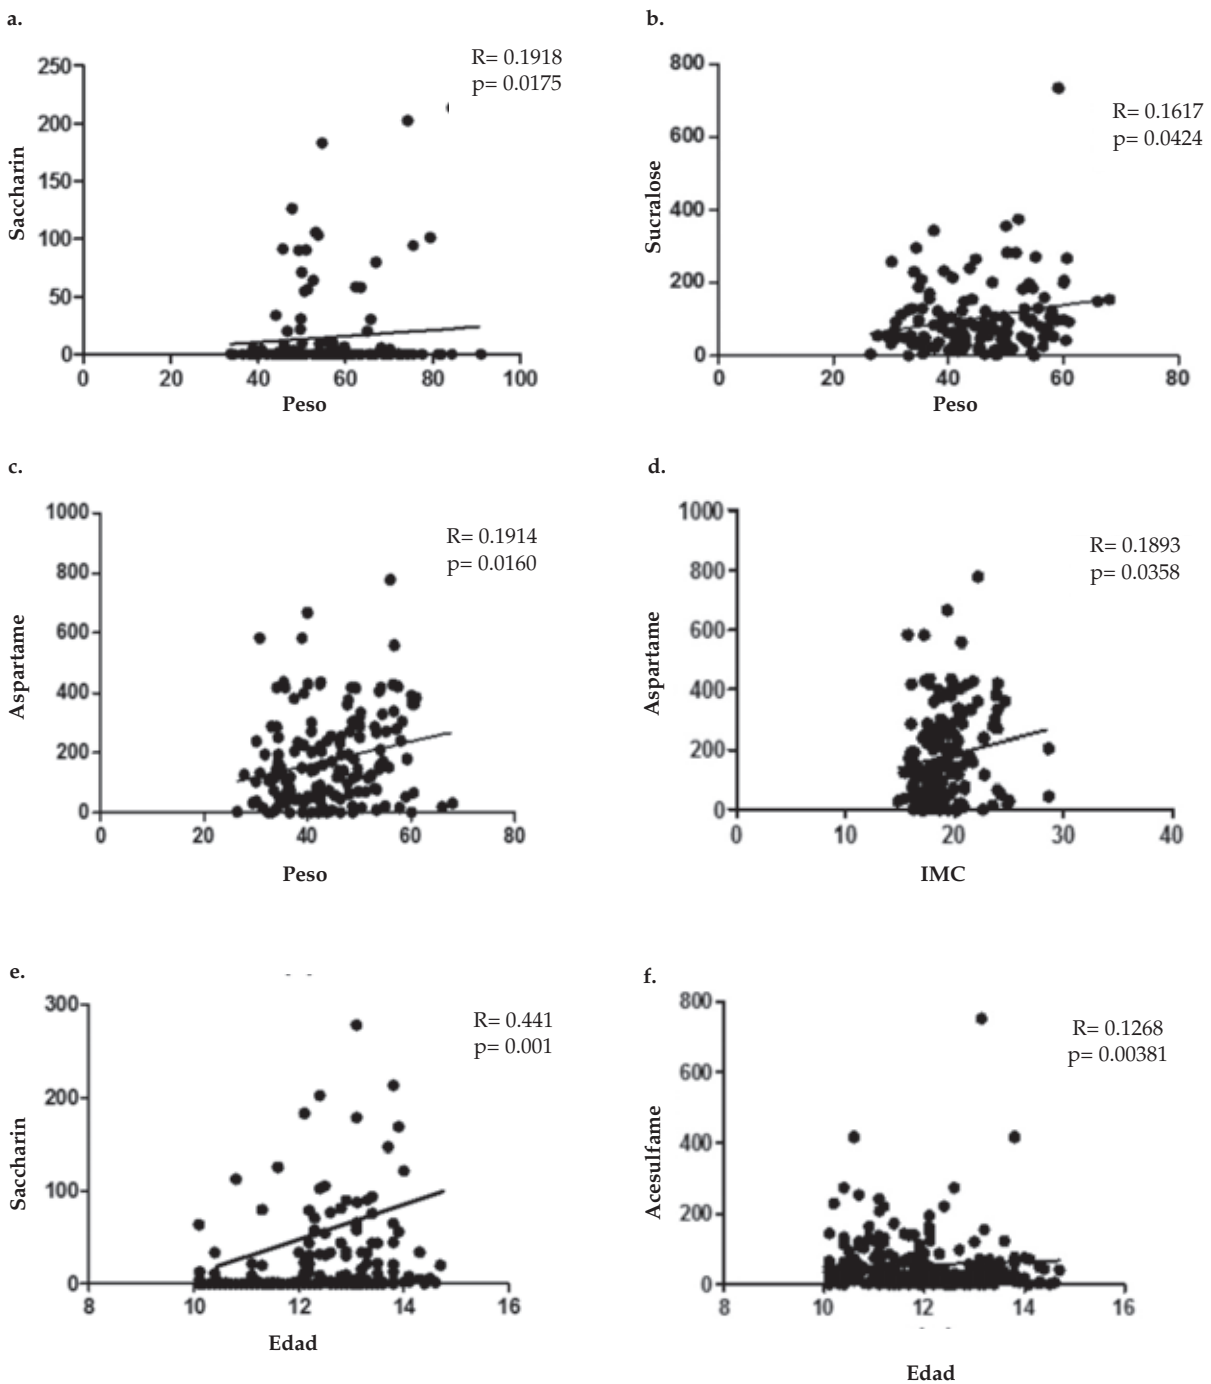 a.
R= 0.1918
p= 0.0175
250
200
150
100
50
0
Saccharin
0 20 40 60 80 100
Peso
b.
R= 0.1617
p= 0.0424
800
600
400
200
0
Sucralose
0 20 40 60 80
Peso
c.
R= 0.1914
p= 0.0160
1000
800
600
400
200
0
Aspartame
0 20 40 60 80
Peso
d.
R= 0.1893
p= 0.0358
1000
800
600
400
200
0
Aspartame
0 10 20 30 40
IMC
e.
R= 0.441
p= 0.001
300
200
100
0
Saccharin
8 10 12 14 16
Edad
f.
R= 0.1268
p= 0.00381
800
600
400
200
0
Acesulfame
8 10 12 14 16
Edad